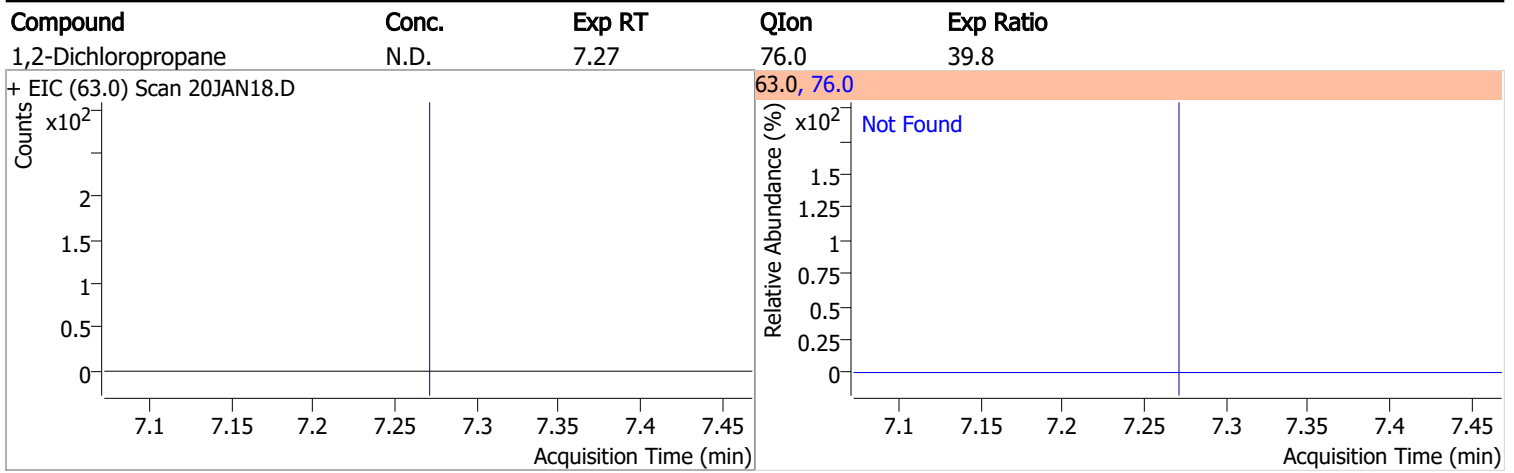 Compound Conc. Exp RT QIon Exp Ratio
1,2-Dichloropropane N.D. 7.27 76.0 39.8
+ EIC (63.0) Scan 20JAN18.D
Counts
x10²
2
1.5
1
0.5
0
7.1 7.15 7.2 7.25 7.3 7.35 7.4 7.45
Acquisition Time (min)
63.0, 76.0
Relative Abundance (%)
x10²
Not Found
1.5
1.25
1
0.75
0.5
0.25
0
7.1 7.15 7.2 7.25 7.3 7.35 7.4 7.45
Acquisition Time (min)